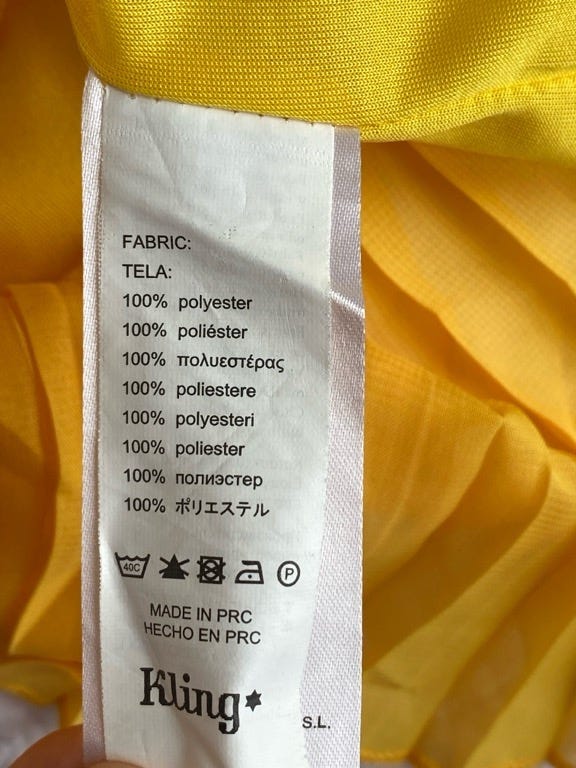 FABRIC:
TELA:
100% polyester
100% poliéster
100% πολυεστέρας
100% poliestere
100% polyesteri
100% poliester
100% полиэстер
100% ポリエステル
40C P
MADE IN PRC
HECHO EN PRC
Kling
S.L.